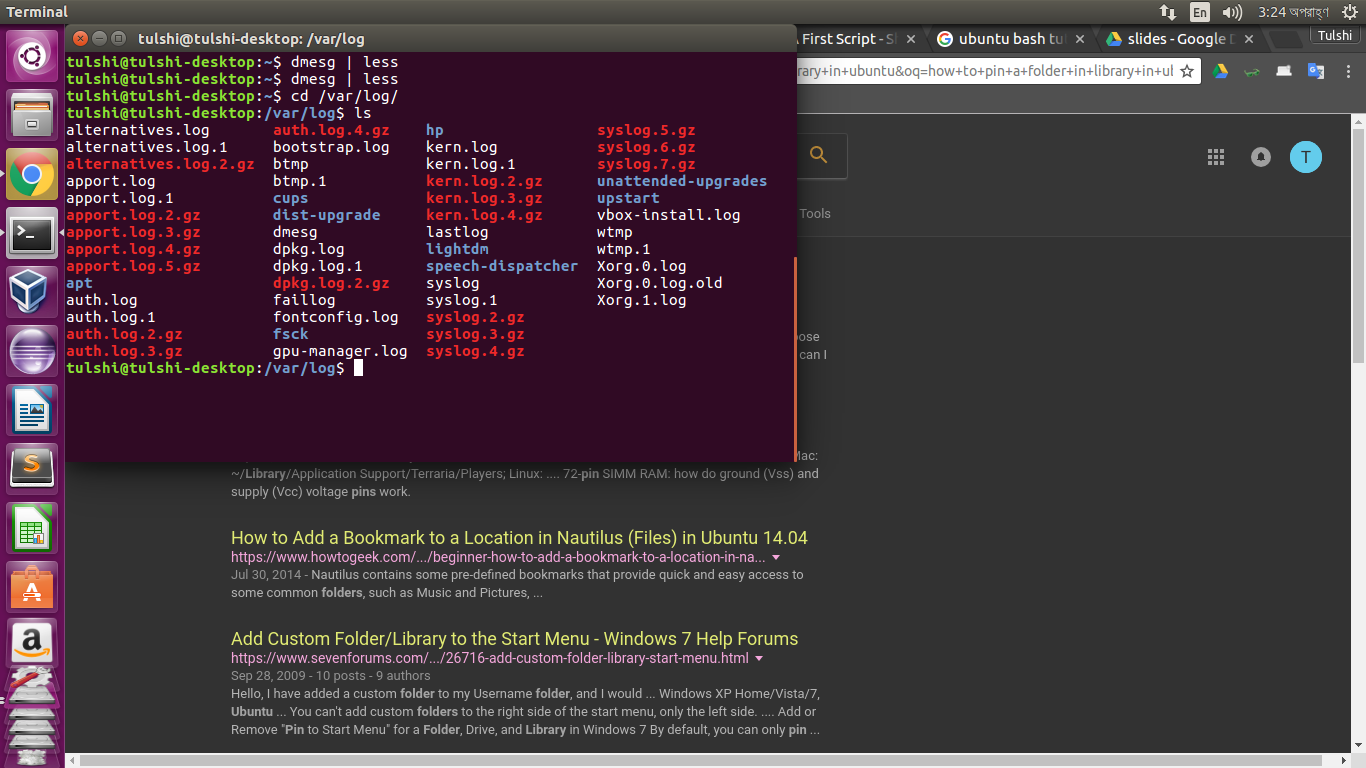 Terminal
En
3:24 অপরাহ্ণ
tulshi@tulshi-desktop: /var/log
First Script - S
ubuntu bash tu
slides - Google D
Tulshi
rary+in+ubuntu&oq=how+to+pin+a+folder+in+library+in+ul
tulshi@tulshi-desktop:~$ dmesg | less
tulshi@tulshi-desktop:~$ dmesg | less
tulshi@tulshi-desktop:~$ cd /var/log/
tulshi@tulshi-desktop:/var/log$ ls
alternatives.log auth.log.4.gz hp syslog.5.gz
alternatives.log.1 bootstrap.log kern.log syslog.6.gz
alternatives.log.2.gz btmp kern.log.1 syslog.7.gz
apport.log btmp.1 kern.log.2.gz unattended-upgrades
apport.log.1 cups kern.log.3.gz upstart
apport.log.2.gz dist-upgrade kern.log.4.gz vbox-install.log
apport.log.3.gz dmesg lastlog wtmp
apport.log.4.gz dpkg.log lightdm wtmp.1
apport.log.5.gz dpkg.log.1 speech-dispatcher Xorg.0.log
apt dpkg.log.2.gz syslog Xorg.0.log.old
auth.log faillog syslog.1 Xorg.1.log
auth.log.1 fontconfig.log syslog.2.gz
auth.log.2.gz fsck syslog.3.gz
auth.log.3.gz gpu-manager.log syslog.4.gz
tulshi@tulshi-desktop:/var/log$
T
Tools
ose
can I
Mac:
~/Library/Application Support/Terraria/Players; Linux: .... 72-pin SIMM RAM: how do ground (Vss) and
supply (Vcc) voltage pins work.
How to Add a Bookmark to a Location in Nautilus (Files) in Ubuntu 14.04
https://www.howtogeek.com/.../beginner-how-to-add-a-bookmark-to-a-location-in-na...
Jul 30, 2014 - Nautilus contains some pre-defined bookmarks that provide quick and easy access to
some common folders, such as Music and Pictures, ...
Add Custom Folder/Library to the Start Menu - Windows 7 Help Forums
https://www.sevenforums.com/.../26716-add-custom-folder-library-start-menu.html
Sep 28, 2009 - 10 posts - 9 authors
Hello, I have added a custom folder to my Username folder, and I would ... Windows XP Home/Vista/7,
Ubuntu ... You can't add custom folders to the right side of the start menu, only the left side. .... Add or
Remove "Pin to Start Menu" for a Folder, Drive, and Library in Windows 7 By default, you can only pin ...